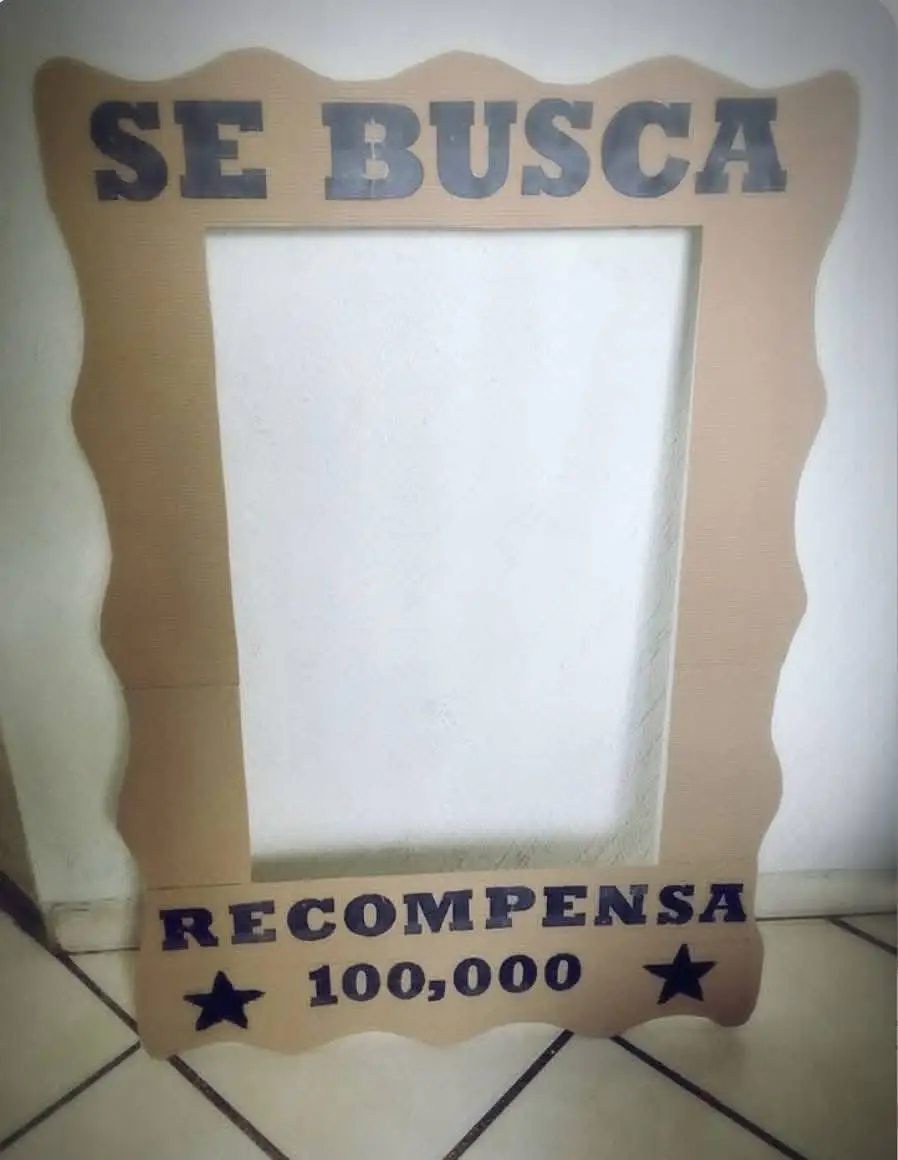 SE BUSCA
RECOMPENSA
100,000